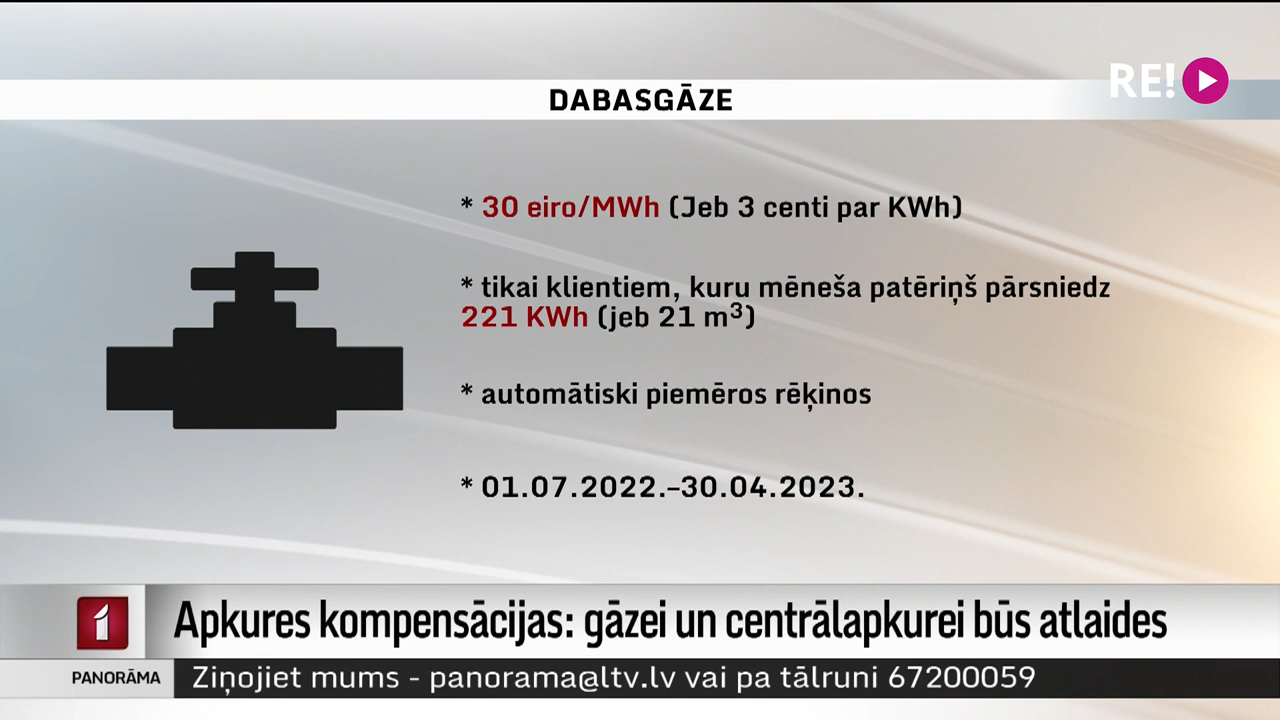 RE!
DABASGĀZE
* 30 eiro/MWh (Jeb 3 centi par KWh)
* tikai klientiem, kuru mēneša patēriņš pārsniedz
221 KWh (jeb 21 m³)
* automātiski piemēros rēķinos
* 01.07.2022.–30.04.2023.
1
Apkures kompensācijas: gāzei un centrālapkurei būs atlaides
PANORĀMA
Ziņojiet mums - panorama@ltv.lv vai pa tālruni 67200059